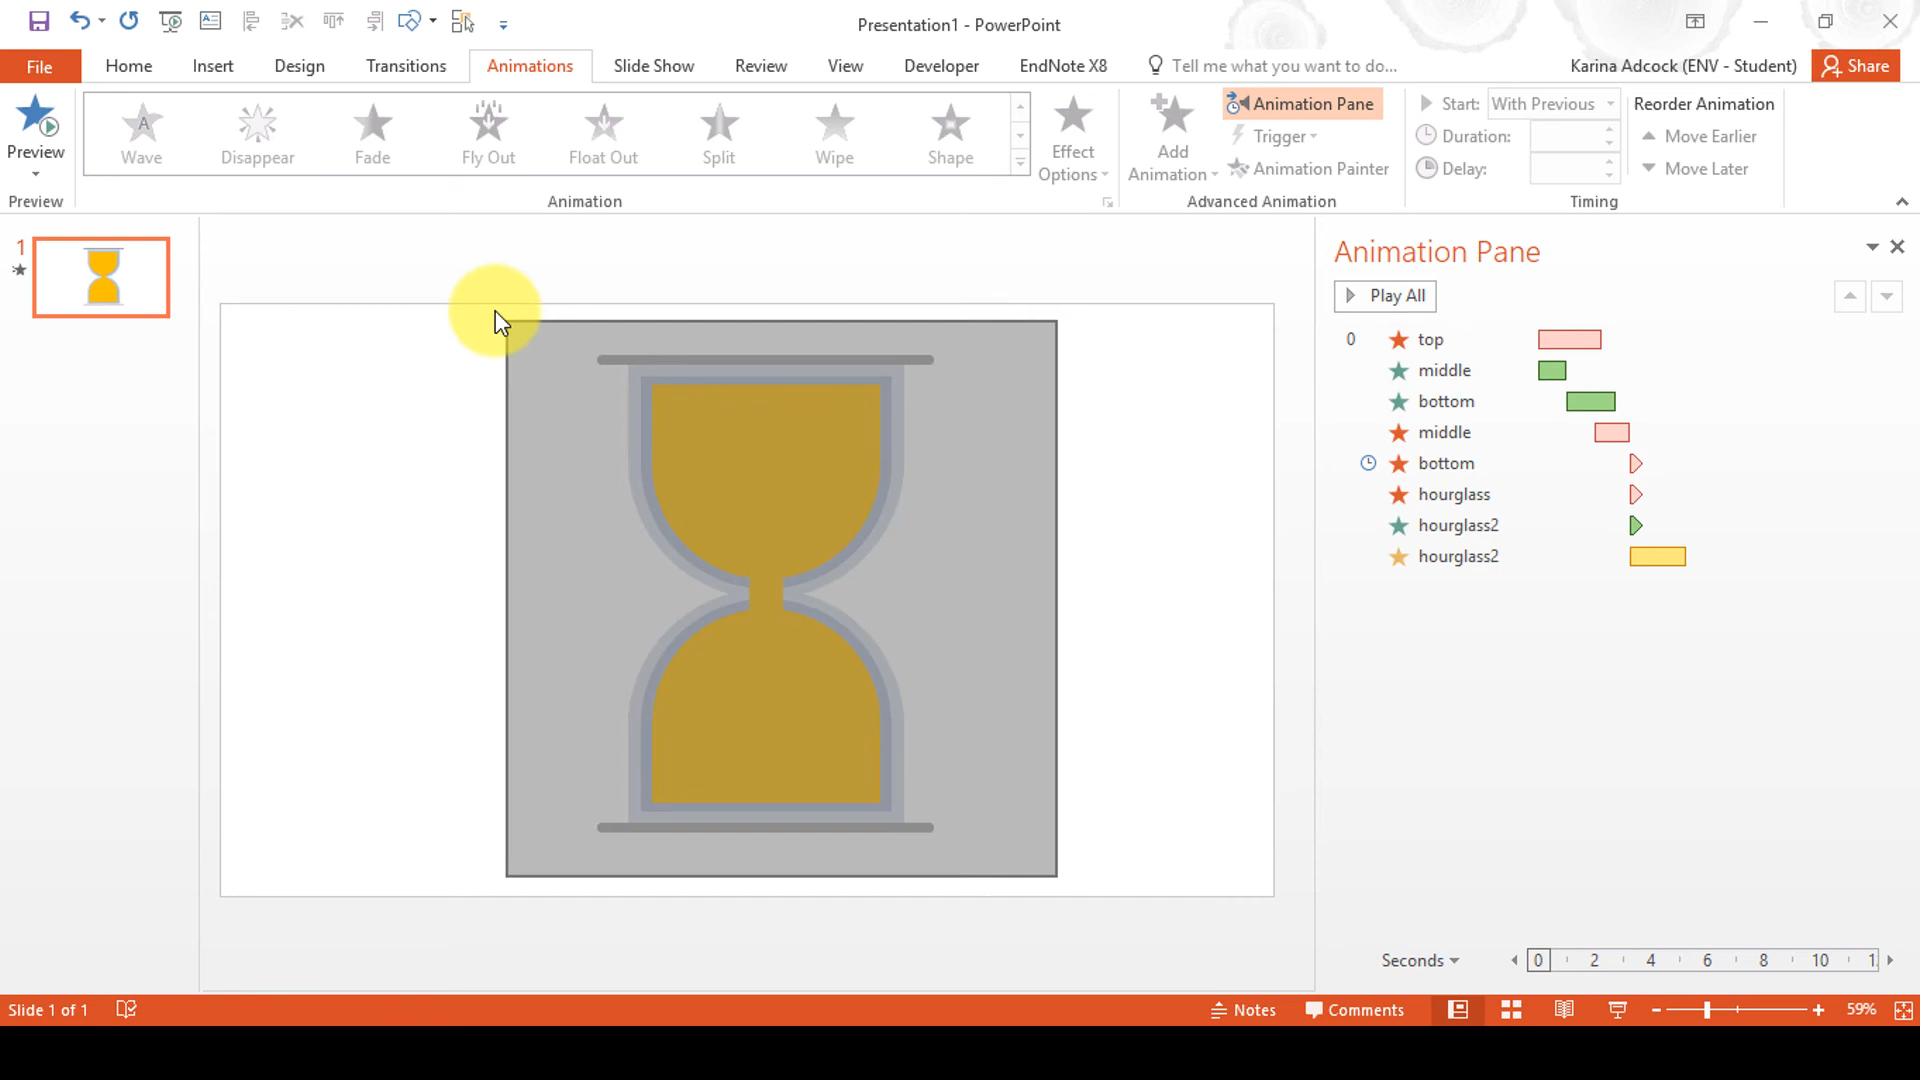 Presentation1 - PowerPoint
File Home Insert Design Transitions Animations Slide Show Review View Developer EndNote X8 Tell me what you want to do... Karina Adcock (ENV - Student) Share
Preview
Wave Disappear Fade Fly Out Float Out Split Wipe Shape
Effect Options
Add Animation
Animation Pane
Trigger
Animation Painter
Start: With Previous
Duration:
Delay:
Reorder Animation
Move Earlier
Move Later
Preview Animation Advanced Animation Timing
1
Animation Pane
Play All
0 top
middle
bottom
middle
bottom
hourglass
hourglass2
hourglass2
Seconds 0 2 4 6 8 10 1
Slide 1 of 1 Notes Comments 59%